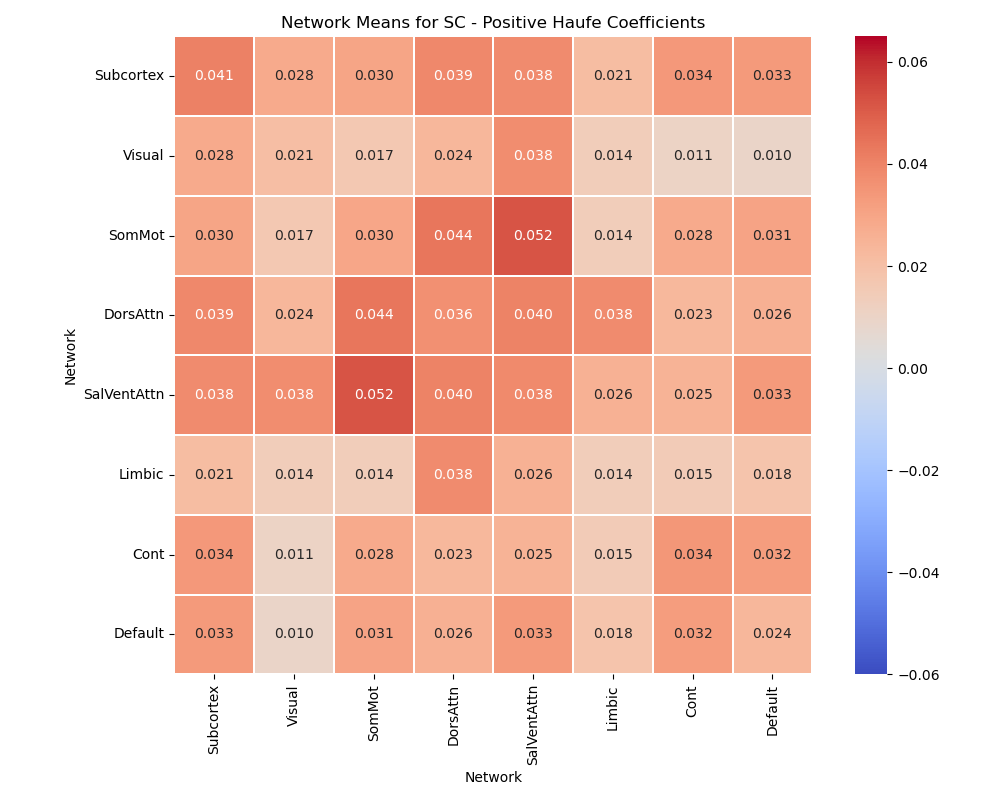 Network Means for SC - Positive Haufe Coefficients
Subcortex 0.041 0.028 0.030 0.039 0.038 0.021 0.034 0.033
Visual 0.028 0.021 0.017 0.024 0.038 0.014 0.011 0.010
SomMot 0.030 0.017 0.030 0.044 0.052 0.014 0.028 0.031
DorsAttn 0.039 0.024 0.044 0.036 0.040 0.038 0.023 0.026
SalVentAttn 0.038 0.038 0.052 0.040 0.038 0.026 0.025 0.033
Limbic 0.021 0.014 0.014 0.038 0.026 0.014 0.015 0.018
Cont 0.034 0.011 0.028 0.023 0.025 0.015 0.034 0.032
Default 0.033 0.010 0.031 0.026 0.033 0.018 0.032 0.024
Network
Subcortex Visual SomMot DorsAttn SalVentAttn Limbic Cont Default
Network
0.06
0.04
0.02
0.00
−0.02
−0.04
−0.06